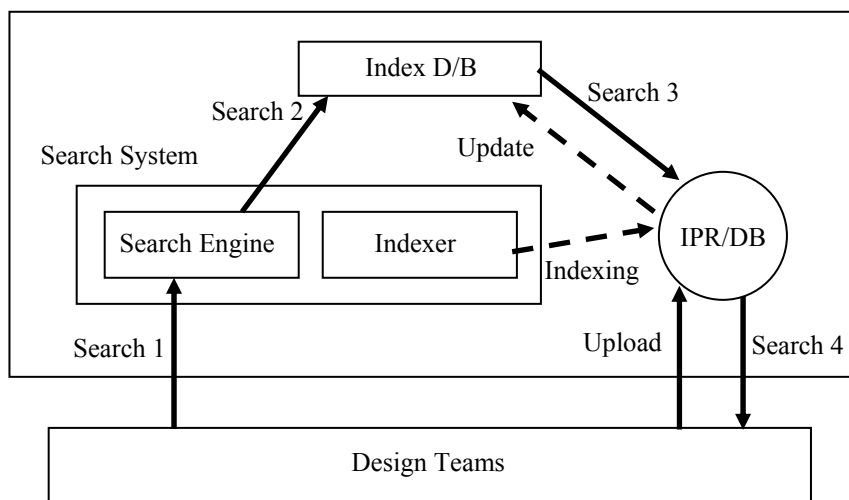 Index D/B
Search 3
Search 2
Update
Search System
Search Engine
Indexer
IPR/DB
Indexing
Search 1
Upload
Search 4
Design Teams